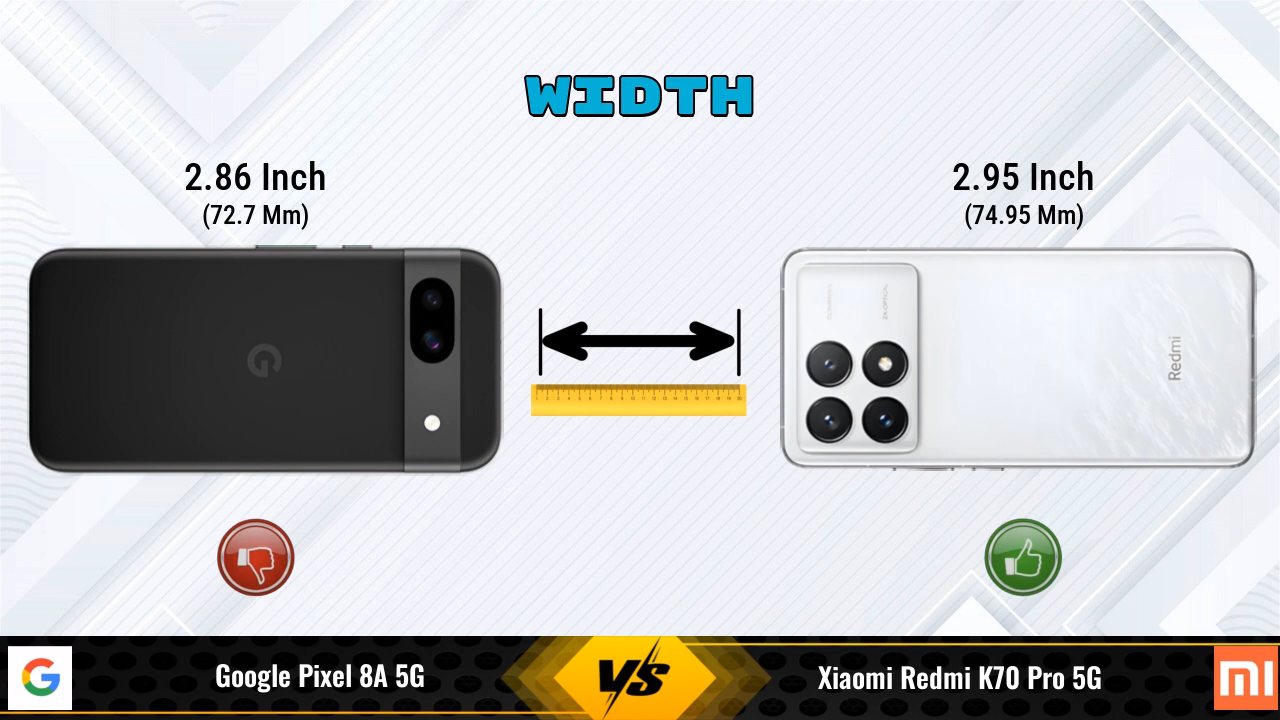 WIDTH
2.86 Inch
(72.7 Mm)
2.95 Inch
(74.95 Mm)
Redmi
Google Pixel 8A 5G
VS
Xiaomi Redmi K70 Pro 5G